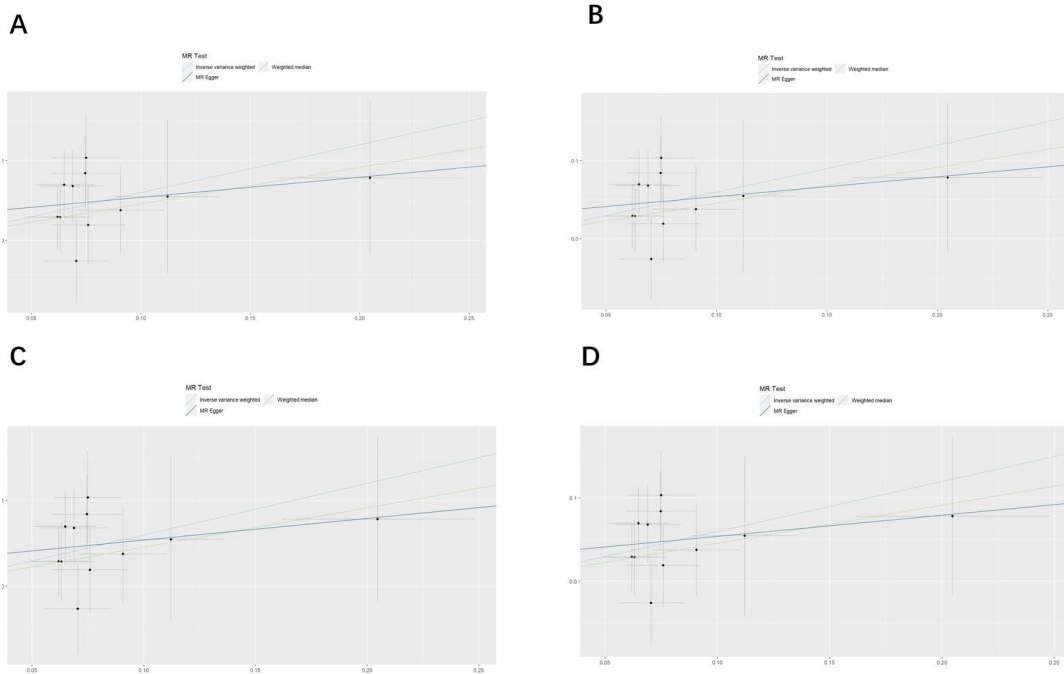 A
MR Test
Inverse variance weighted
Weighted median
MR Egger
0.05
0.10
0.15
0.20
0.25
B
MR Test
Inverse variance weighted
Weighted median
MR Egger
0.1
0.0
0.05
0.10
0.15
0.20
0.25
C
MR Test
Inverse variance weighted
Weighted median
MR Egger
0.05
0.10
0.15
0.20
0.25
D
MR Test
Inverse variance weighted
Weighted median
MR Egger
0.1
0.0
0.05
0.10
0.15
0.20
0.25